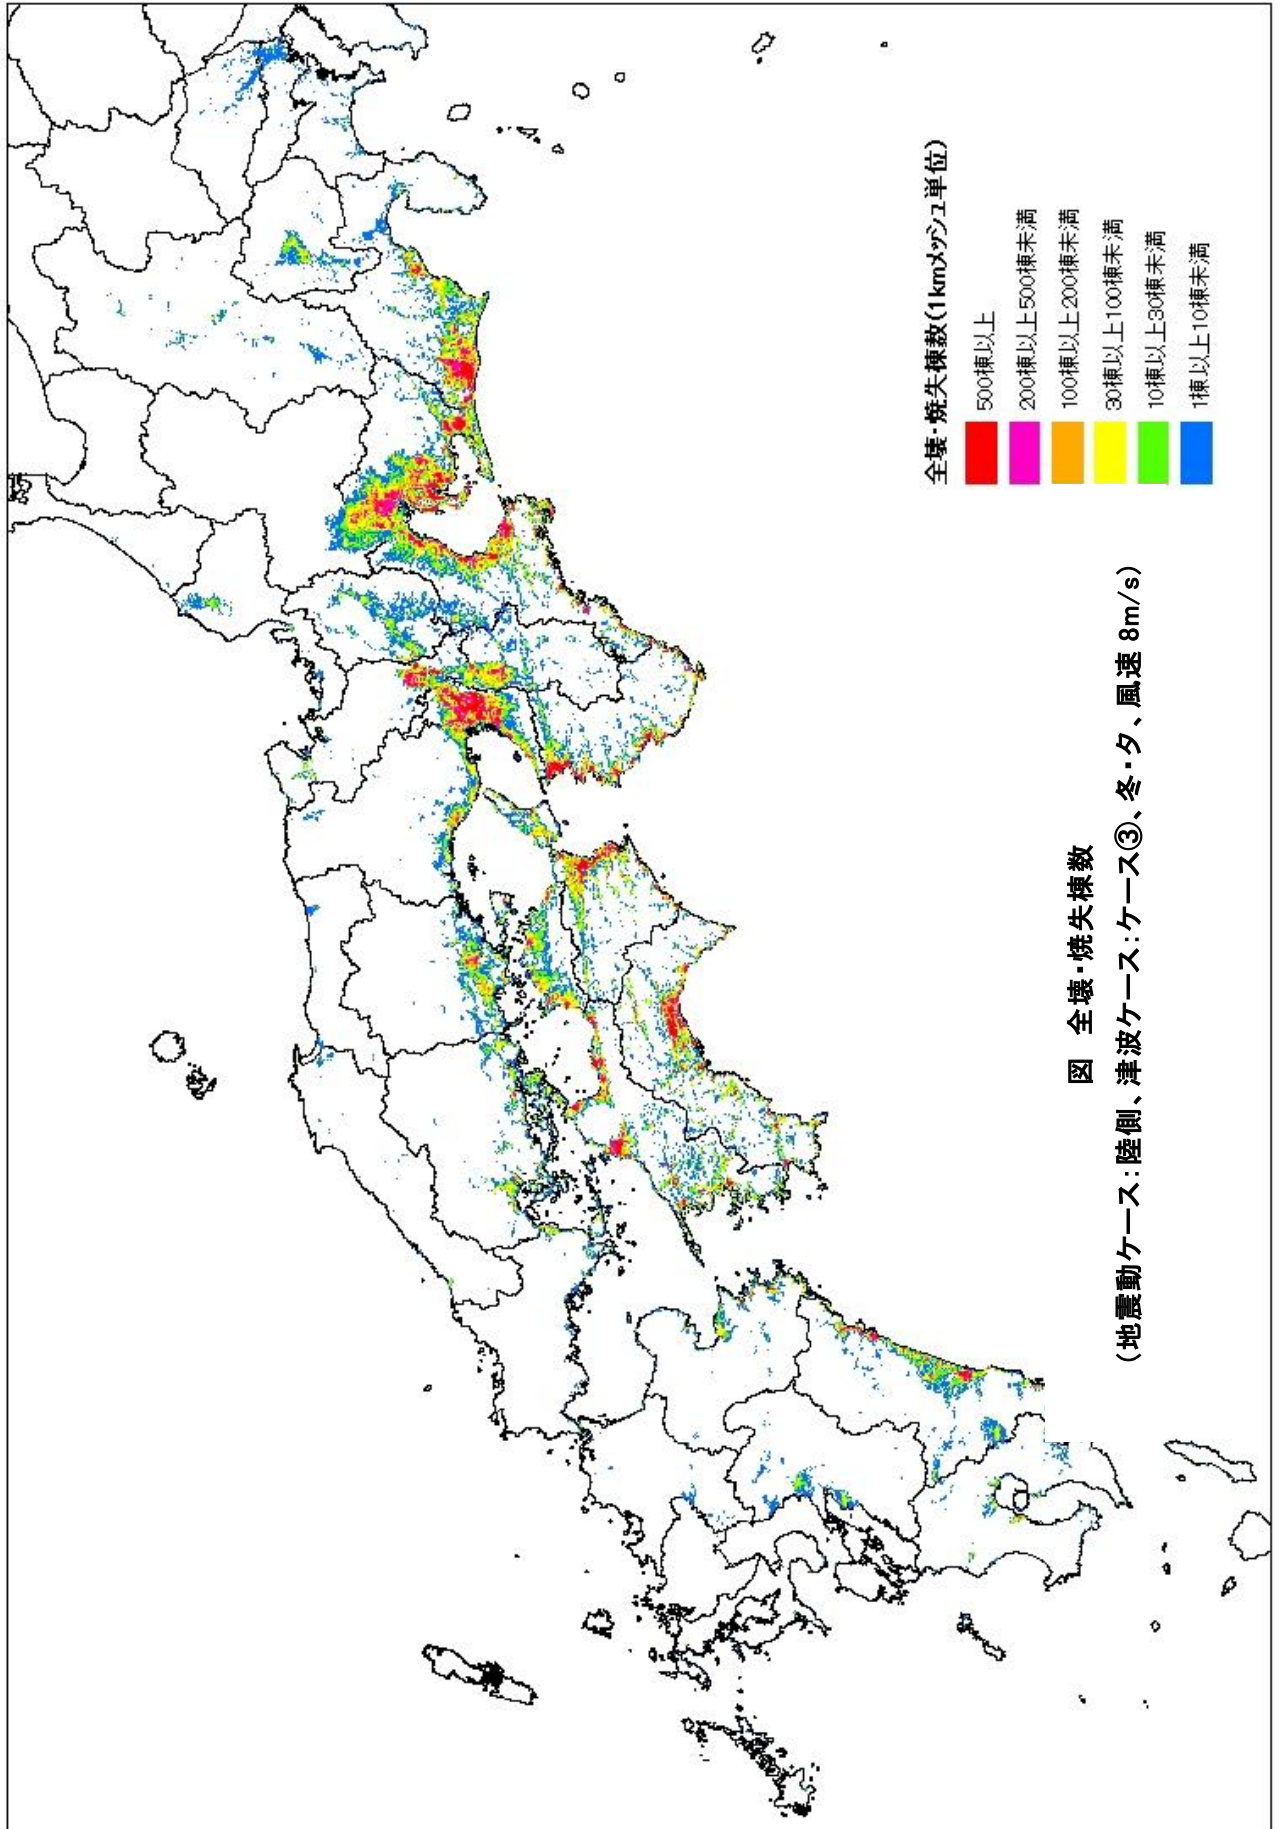 全壊・焼失棟数(1kmメッシュ単位)
500棟以上
200棟以上500棟未満
100棟以上200棟未満
30棟以上100棟未満
10棟以上30棟未満
1棟以上10棟未満
図 全壊・焼失棟数
(地震動ケース:陸側、津波ケース:ケース③、冬・夕、風速 8m/s)